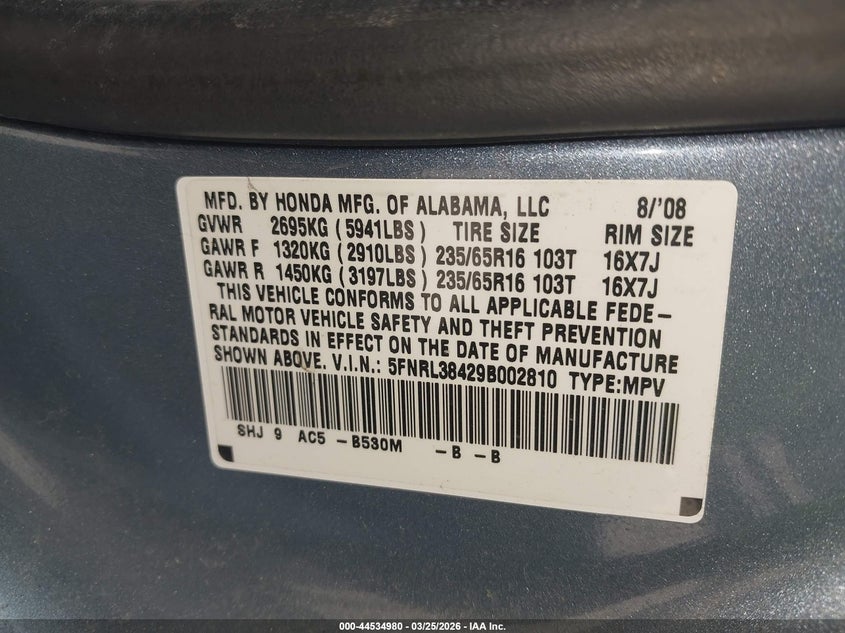 MFD. BY HONDA MFG. OF ALABAMA, LLC 8/'08
GVWR 2695KG (5941LBS) TIRE SIZE RIM SIZE
GAWR F 1320KG (2910LBS) 235/65R16 103T 16X7J
GAWR R 1450KG (3197LBS) 235/65R16 103T 16X7J
THIS VEHICLE CONFORMS TO ALL APPLICABLE FEDE-
RAL MOTOR VEHICLE SAFETY AND THEFT PREVENTION
STANDARDS IN EFFECT ON THE DATE OF MANUFACTURE
SHOWN ABOVE. V.I.N.: 5FNRL38429B002810 TYPE:MPV
SHJ 9 AC5 -B530M -B -B
000-44534980 - 03/25/2026 - IAA Inc.